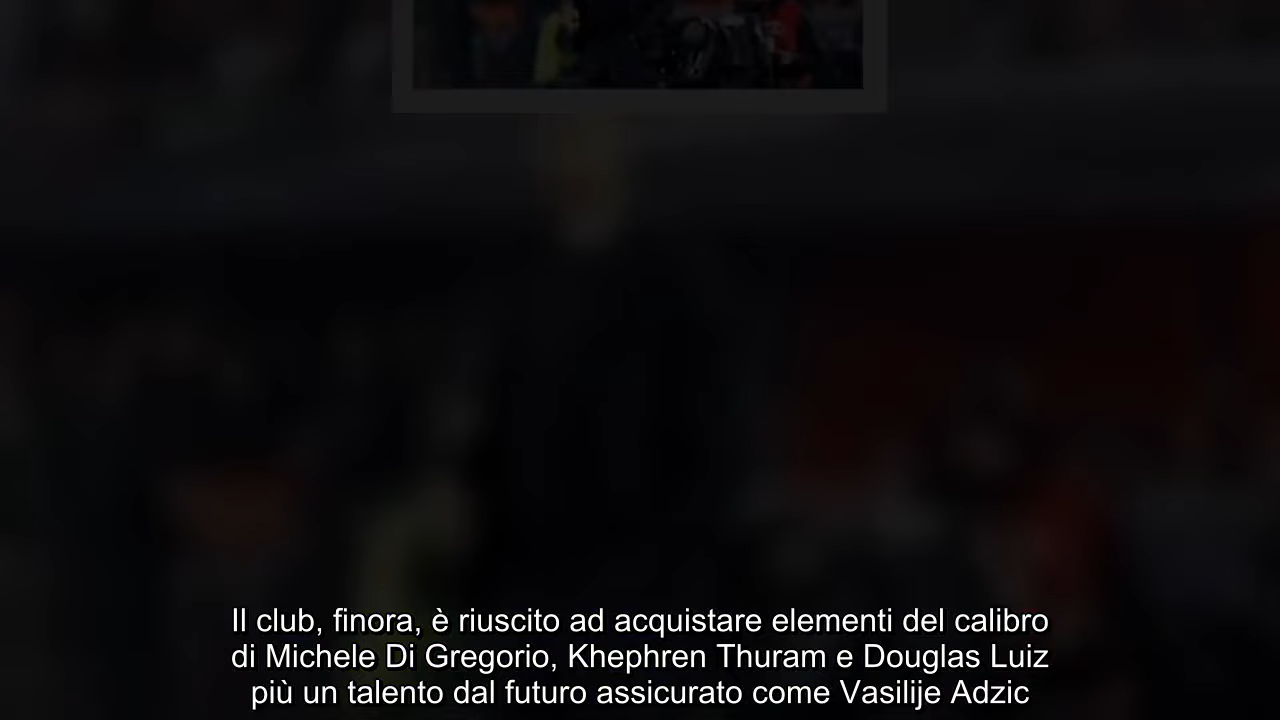 Il club, finora, è riuscito ad acquistare elementi del calibro
di Michele Di Gregorio, Khephren Thuram e Douglas Luiz
più un talento dal futuro assicurato come Vasilije Adzic